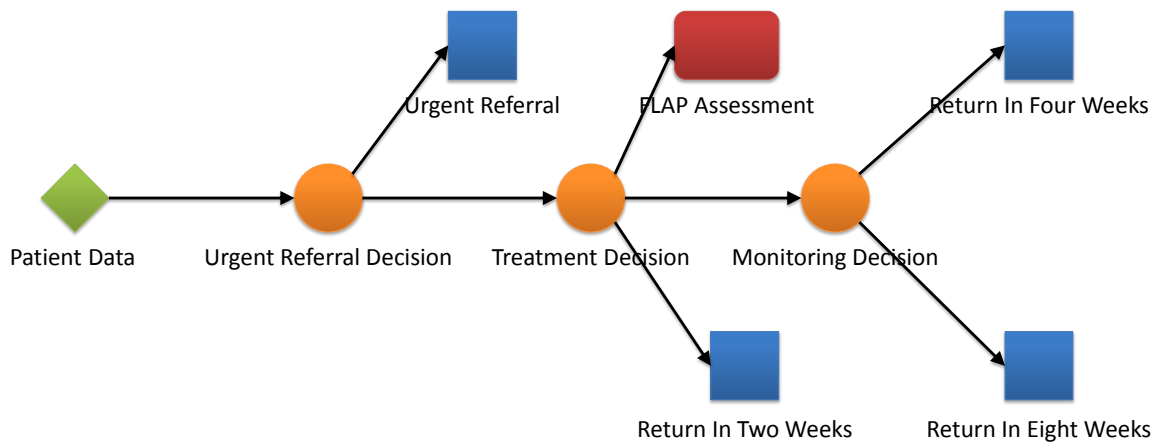 Urgent Referral
FLAP Assessment
Return In Four Weeks
Patient Data
Urgent Referral Decision
Treatment Decision
Monitoring Decision
Return In Two Weeks
Return In Eight Weeks